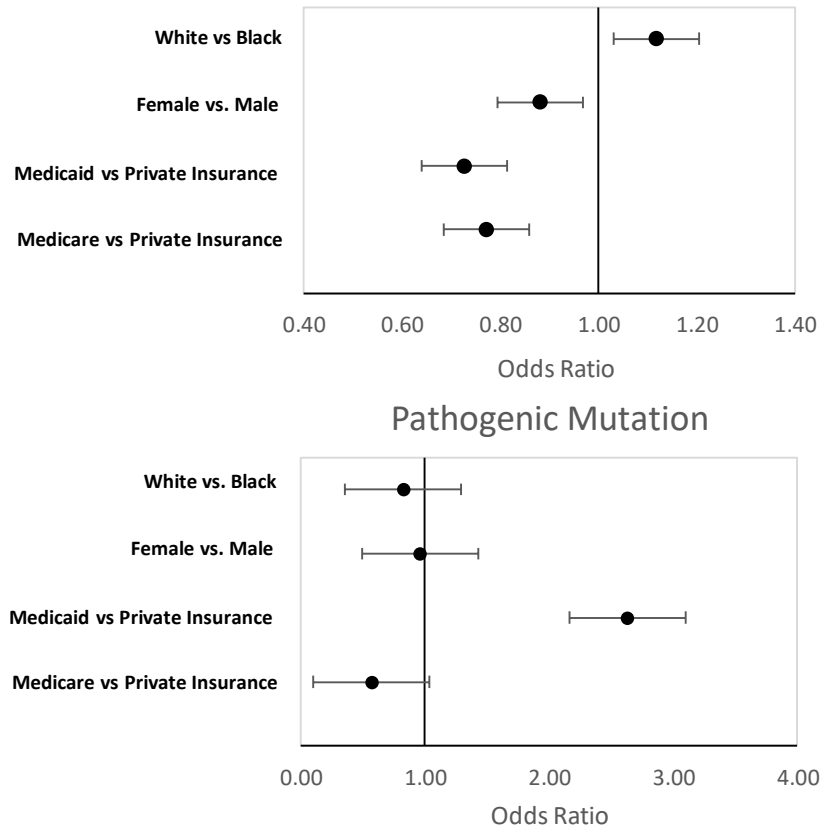 White vs Black
Female vs. Male
Medicaid vs Private Insurance
Medicare vs Private Insurance
0.40 0.60 0.80 1.00 1.20 1.40
Odds Ratio
Pathogenic Mutation
White vs. Black
Female vs. Male
Medicaid vs Private Insurance
Medicare vs Private Insurance
0.00 1.00 2.00 3.00 4.00
Odds Ratio